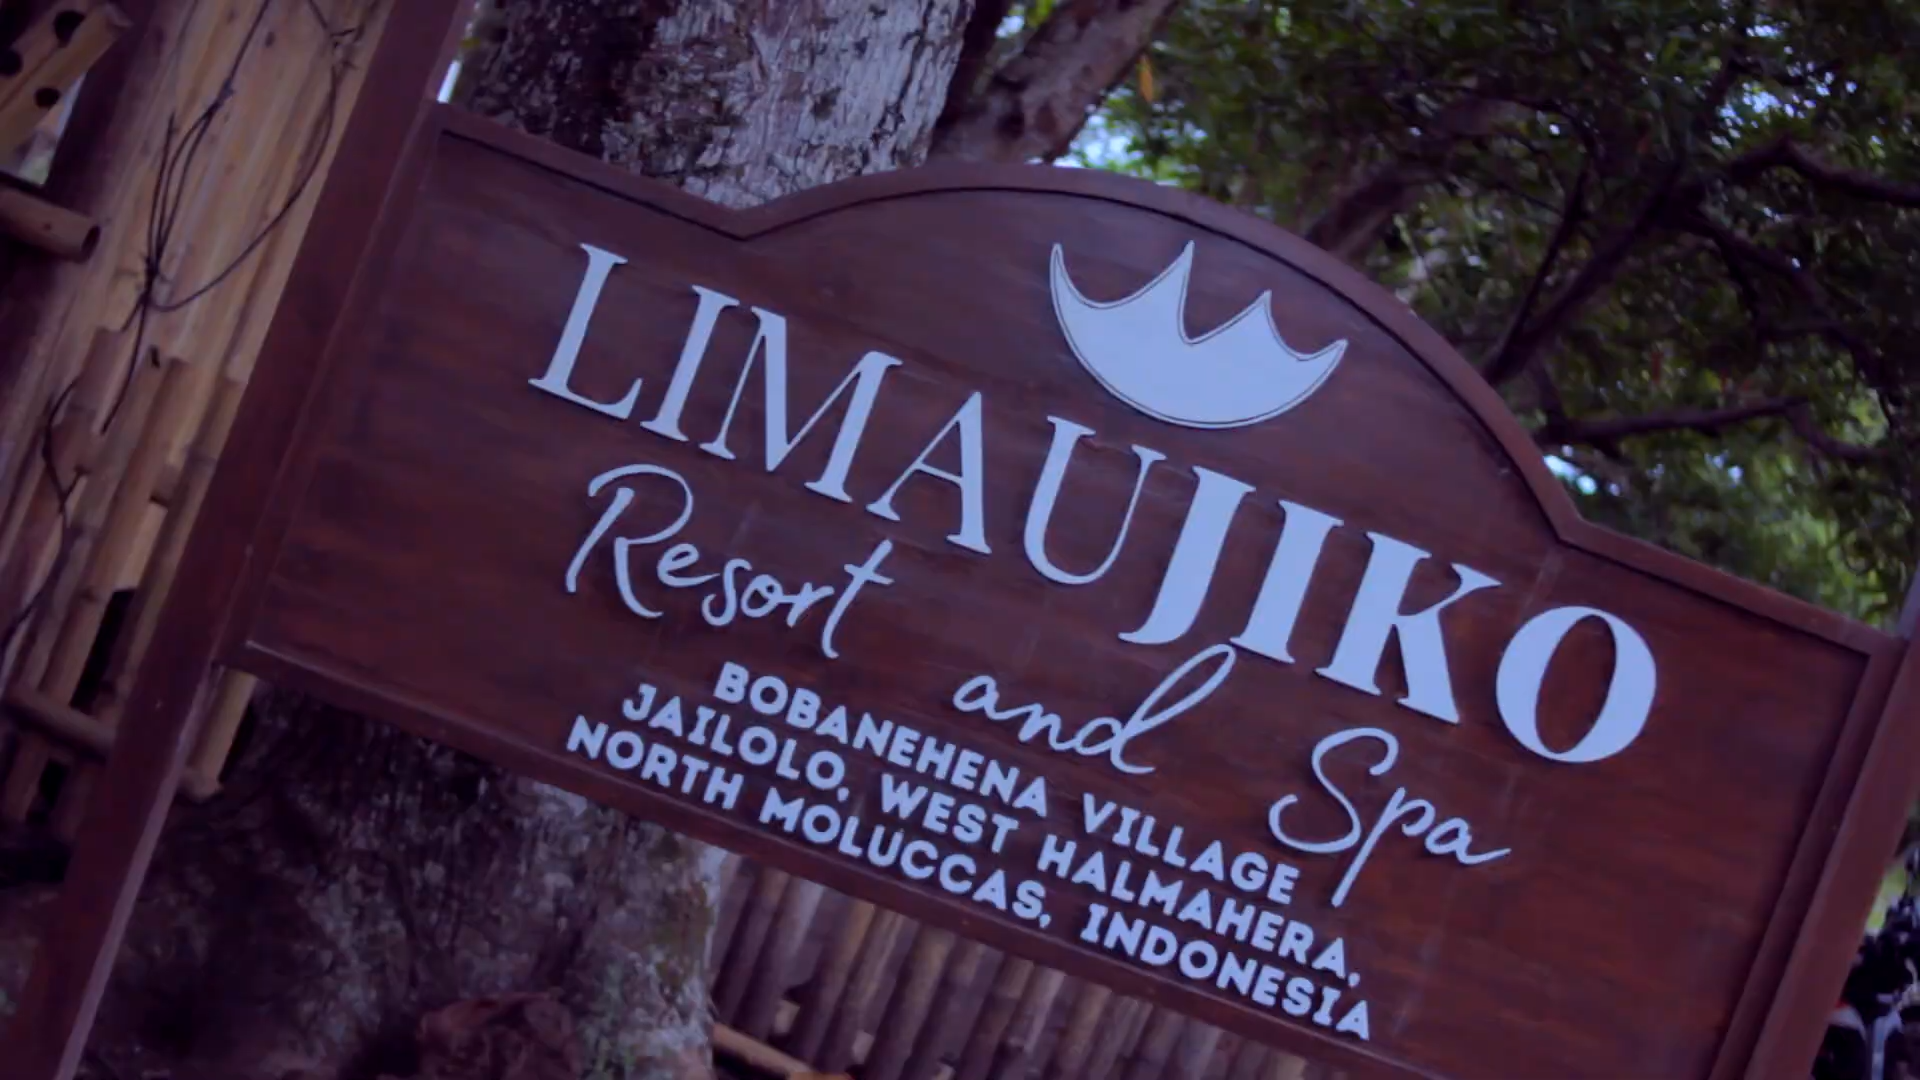 LIMAUJIKO
Resort and Spa
BOBANEHENA VILLAGE
JAILOLO, WEST HALMAHERA,
NORTH MOLUCCAS, INDONESIA